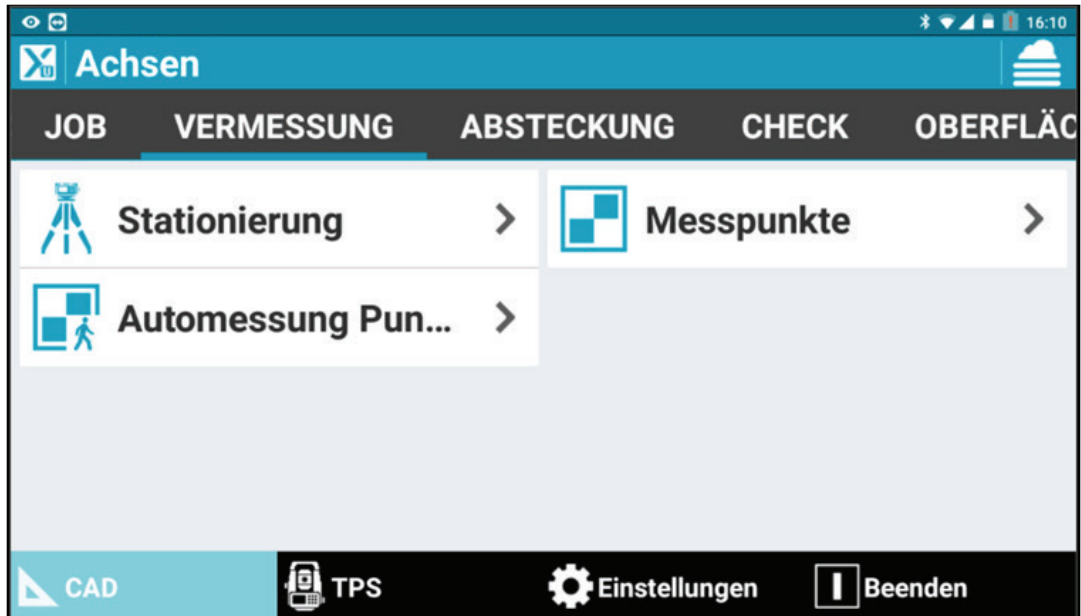 16:10
Achsen
JOB VERMESSUNG ABSTECKUNG CHECK OBERFLÄC
Stationierung Messpunkte
Automessung Pun...
CAD TPS Einstellungen Beenden